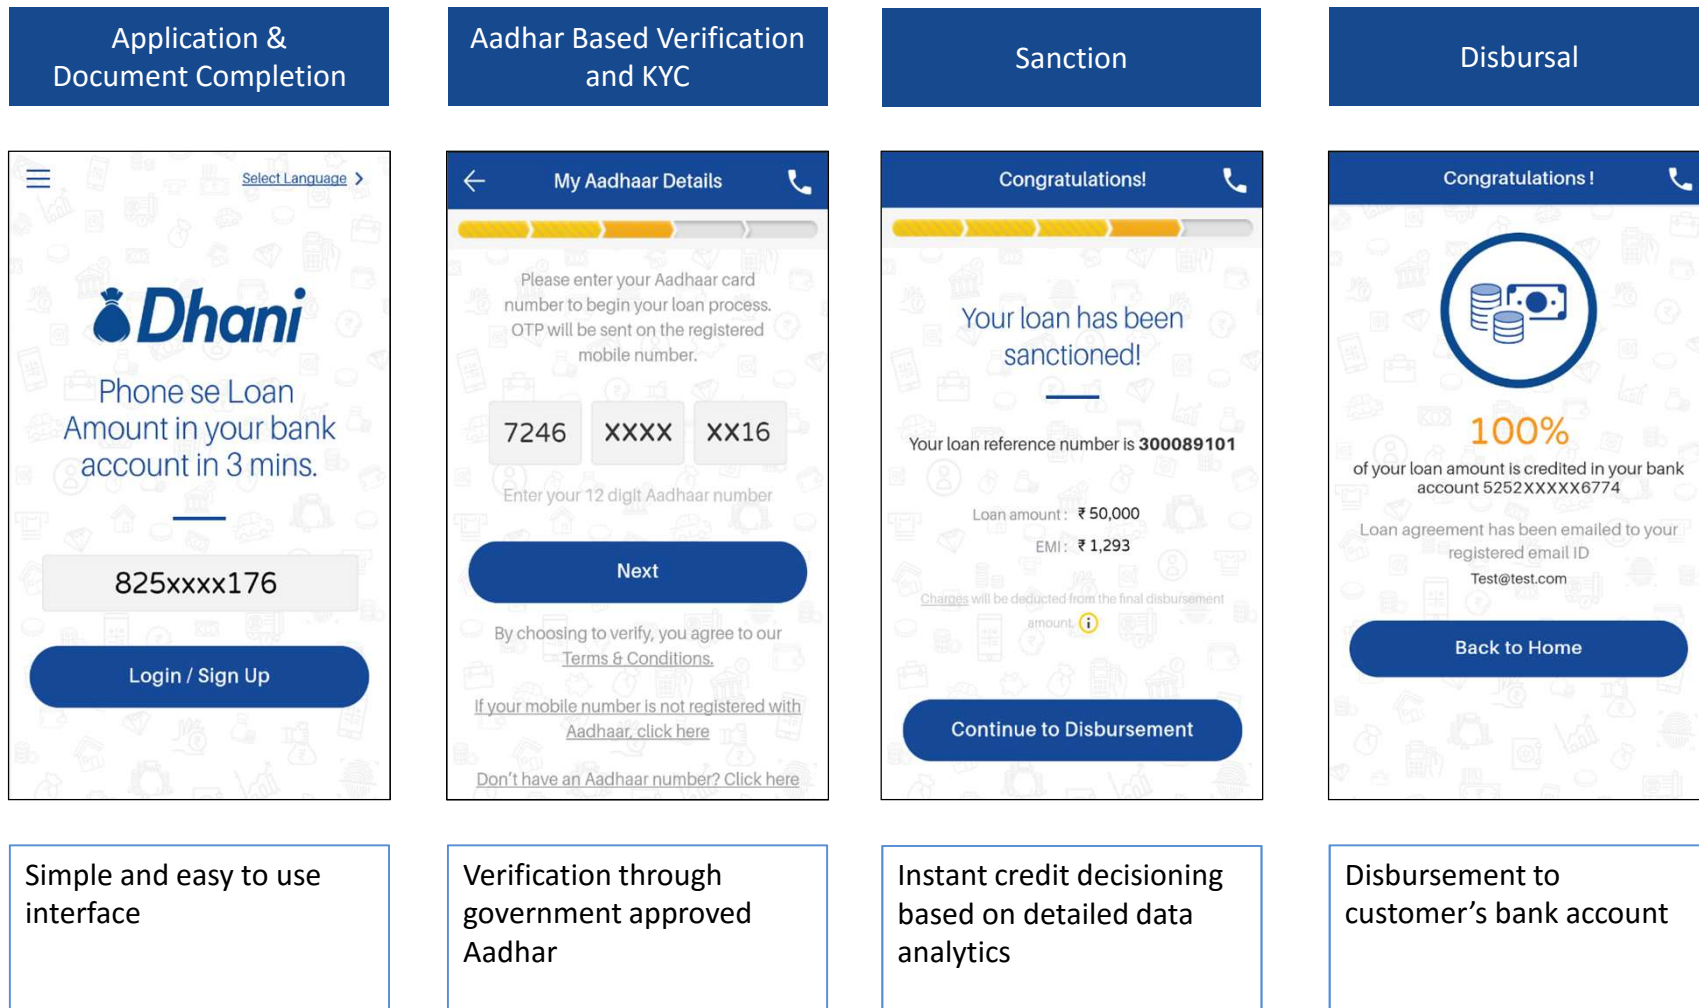 Application &
Document Completion
Aadhar Based Verification
and KYC
Sanction
Disbursal
Select Language >
Dhani
Phone se Loan
Amount in your bank
account in 3 mins.
825xxxx176
Login / Sign Up
My Aadhaar Details
Please enter your Aadhaar card
number to begin your loan process.
OTP will be sent on the registered
mobile number.
7246 XXXX XX16
Enter your 12 digit Aadhaar number
Next
By choosing to verify, you agree to our
Terms & Conditions.
If your mobile number is not registered with
Aadhaar, click here
Don't have an Aadhaar number? Click here
Congratulations!
Your loan has been
sanctioned!
Your loan reference number is 300089101
Loan amount : ₹ 50,000
EMI : ₹ 1,293
Charges will be deducted from the final disbursement
amount. i
Continue to Disbursement
Congratulations !
100%
of your loan amount is credited in your bank
account 5252XXXXX6774
Loan agreement has been emailed to your
registered email ID
Test@test.com
Back to Home
Simple and easy to use
interface
Verification through
government approved
Aadhar
Instant credit decisioning
based on detailed data
analytics
Disbursement to
customer's bank account